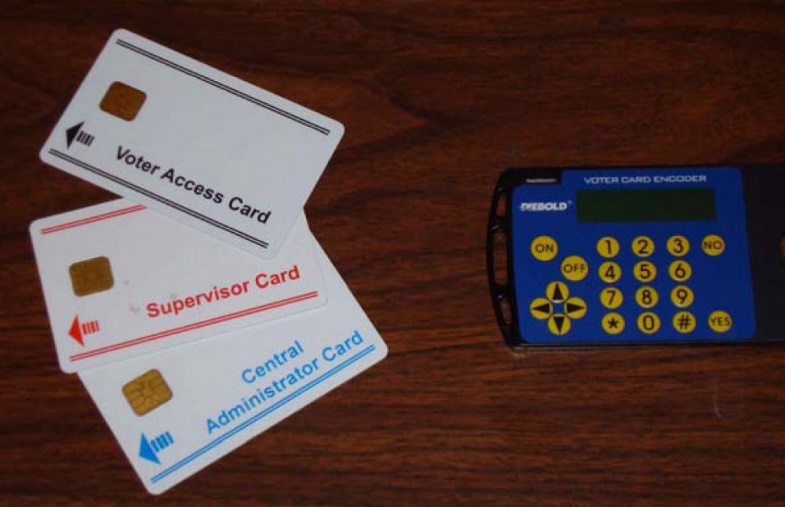 Voter Access Card
Supervisor Card
Central
Administrator Card
VOTER CARD ENCODER
DIEBOLD
ON
1 2 3 NO
OFF
4 5 6
7 8 9
* 0 # YES